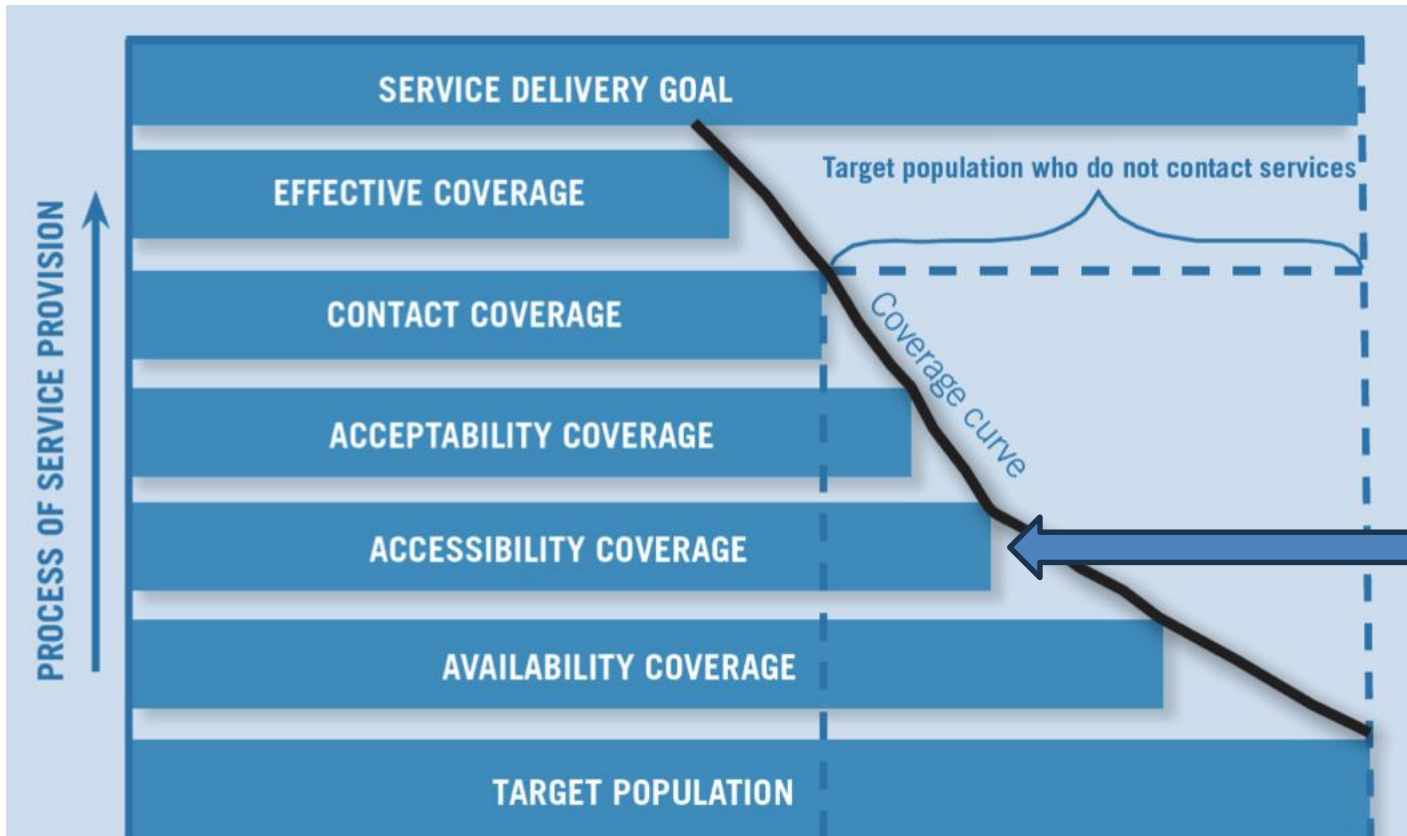 SERVICE DELIVERY GOAL
Target population who do not contact services
EFFECTIVE COVERAGE
CONTACT COVERAGE
Coverage curve
ACCEPTABILITY COVERAGE
ACCESSIBILITY COVERAGE
AVAILABILITY COVERAGE
TARGET POPULATION
PROCESS OF SERVICE PROVISION